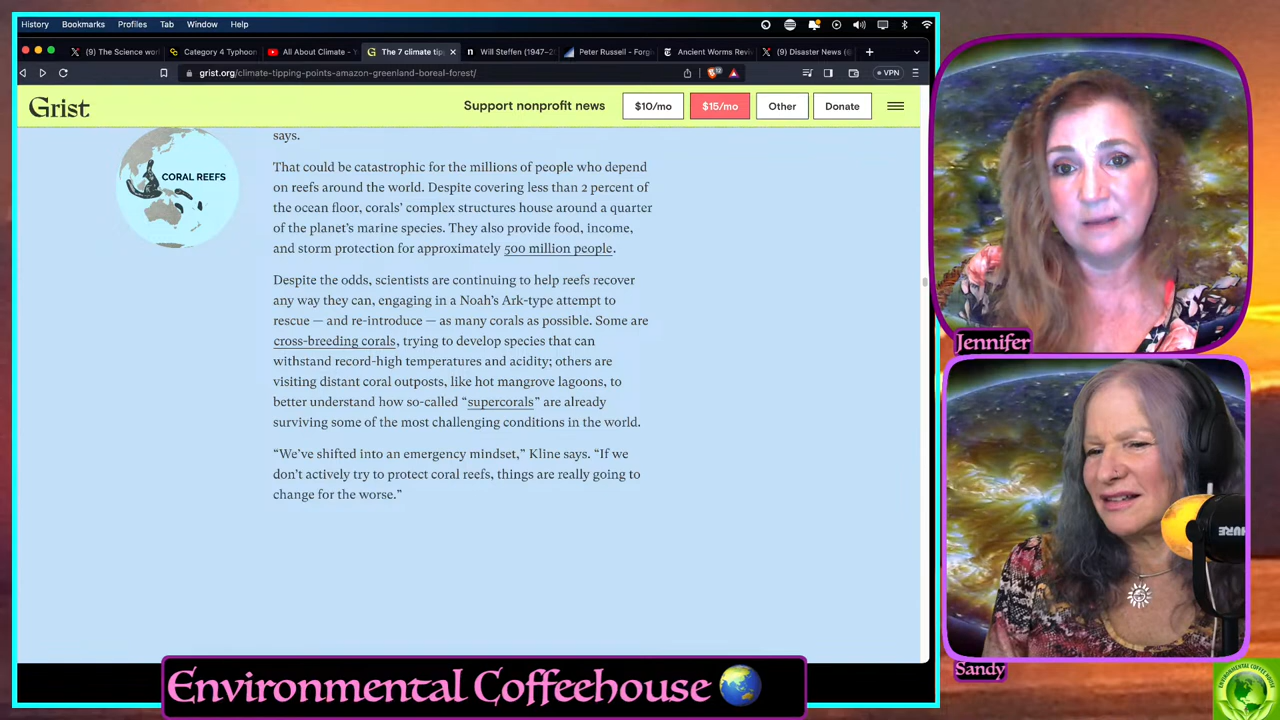 History Bookmarks Profiles Tab Window Help
(9) The Science wor
Category 4 Typhoon
All About Climate - Y
The 7 climate tip
Will Steffen (1947–2
Peter Russell - Forgi
Ancient Worms Revi
(9) Disaster News (@
grist.org/climate-tipping-points-amazon-greenland-boreal-forest/
VPN
Grist
Support nonprofit news
$10/mo
$15/mo
Other
Donate
says.
CORAL REEFS
That could be catastrophic for the millions of people who depend
on reefs around the world. Despite covering less than 2 percent of
the ocean floor, corals’ complex structures house around a quarter
of the planet’s marine species. They also provide food, income,
and storm protection for approximately 500 million people.
Despite the odds, scientists are continuing to help reefs recover
any way they can, engaging in a Noah’s Ark-type attempt to
rescue — and re-introduce — as many corals as possible. Some are
cross-breeding corals, trying to develop species that can
withstand record-high temperatures and acidity; others are
visiting distant coral outposts, like hot mangrove lagoons, to
better understand how so-called “supercorals” are already
surviving some of the most challenging conditions in the world.
“We’ve shifted into an emergency mindset,” Kline says. “If we
don’t actively try to protect coral reefs, things are really going to
change for the worse.”
Jennifer
SHURE
Sandy
Environmental Coffeehouse
ENVIRONMENTAL COFFEEHOUSE